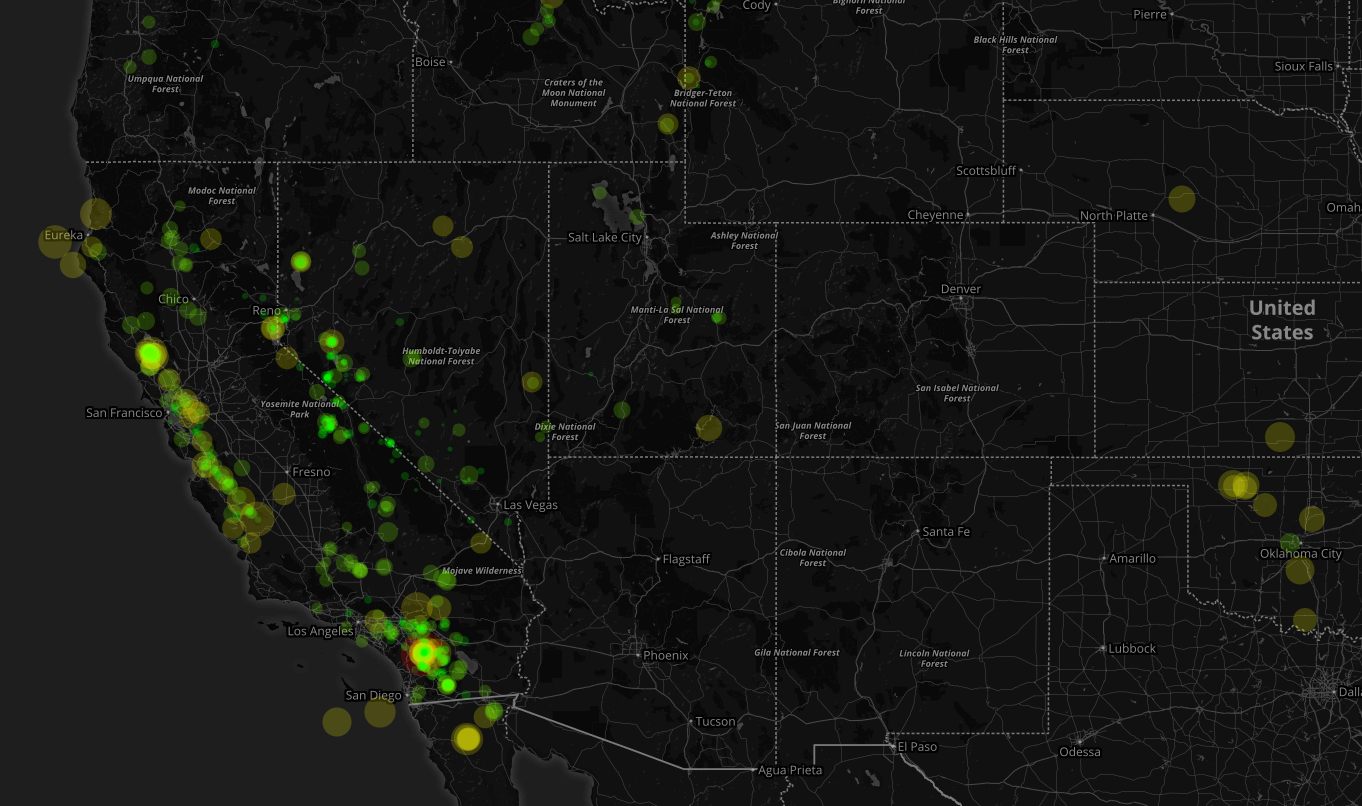 Cody
Bighorn National
Forest
Pierre
Black Hills National
Forest
Boise
Sioux Falls
Umpqua National
Forest
Craters of the
Moon National
Monument
Bridger-Teton
National Forest
Scottsbluff
Modoc National
Forest
Cheyenne
North Platte
Omah
Eureka
Salt Lake City
Ashley National
Forest
Denver
Chico
Reno
Manti-La Sal National
Forest
United
States
Humboldt-Toiyabe
National Forest
San Isabel National
Forest
Yosemite National
Park
San Francisco
Dixie National
Forest
San Juan National
Forest
Fresno
Las Vegas
Santa Fe
Flagstaff
Cibola National
Forest
Amarillo
Oklahoma City
Mojave Wilderness
Los Angeles
Phoenix
Gila National Forest
Lincoln National
Forest
Lubbock
San Diego
Dall
Tucson
El Paso
Odessa
Agua Prieta